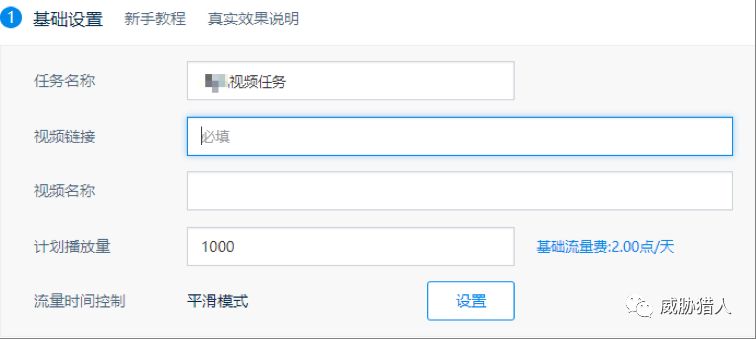 1 基础设置 新手教程 真实效果说明
任务名称 视频任务
视频链接 必填
视频名称
计划播放量 1000 基础流量费:2.00点/天
流量时间控制 平滑模式 设置
威胁猎人